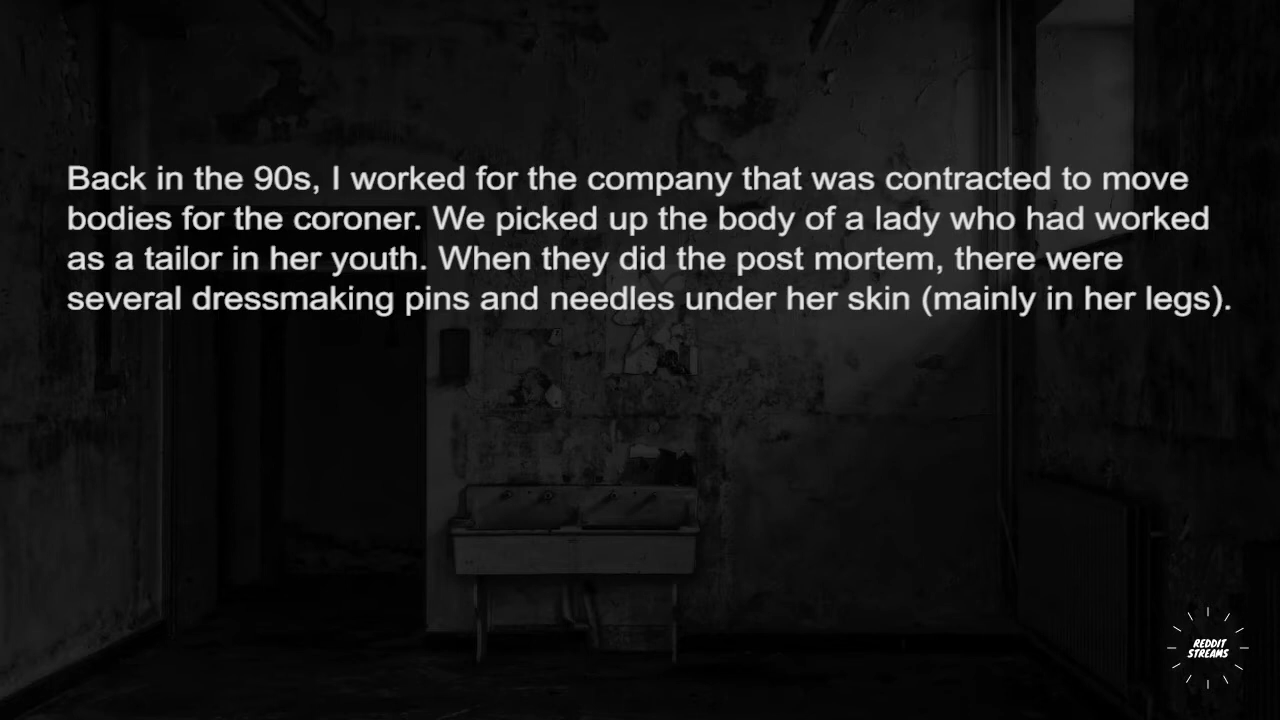 Back in the 90s, I worked for the company that was contracted to move
bodies for the coroner. We picked up the body of a lady who had worked
as a tailor in her youth. When they did the post mortem, there were
several dressmaking pins and needles under her skin (mainly in her legs).
REDDIT
STREAMS